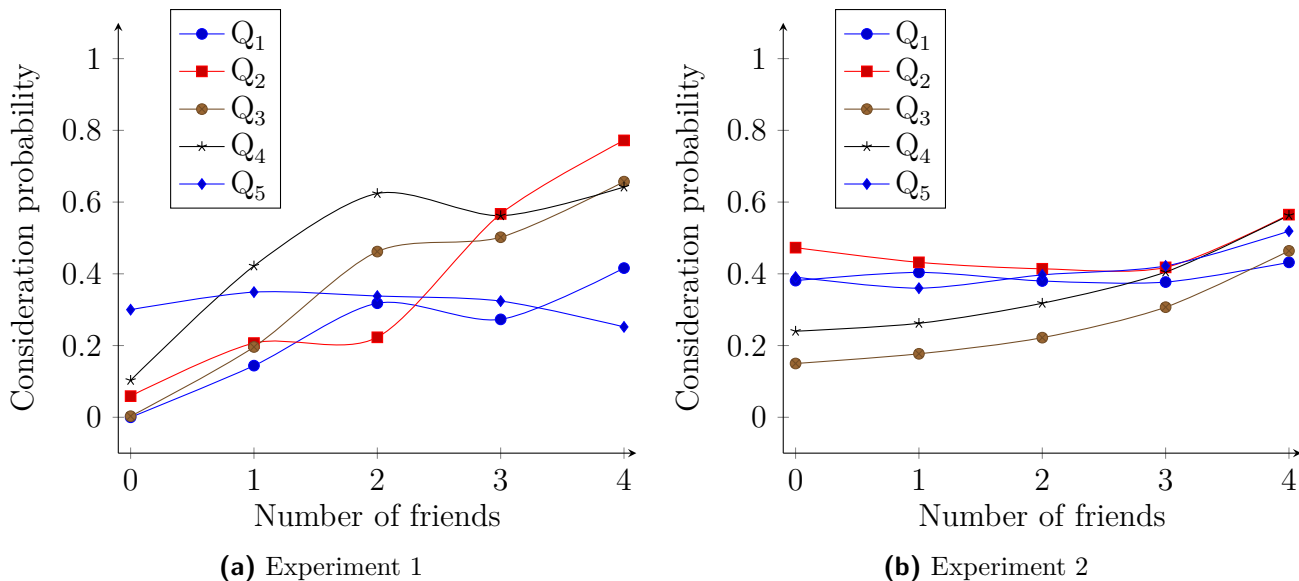 Consideration probability
1
0.8
0.6
0.4
0.2
0
Q1
Q2
Q3
Q4
Q5
0 1 2 3 4
Number of friends
(a) Experiment 1
Consideration probability
1
0.8
0.6
0.4
0.2
0
Q1
Q2
Q3
Q4
Q5
0 1 2 3 4
Number of friends
(b) Experiment 2